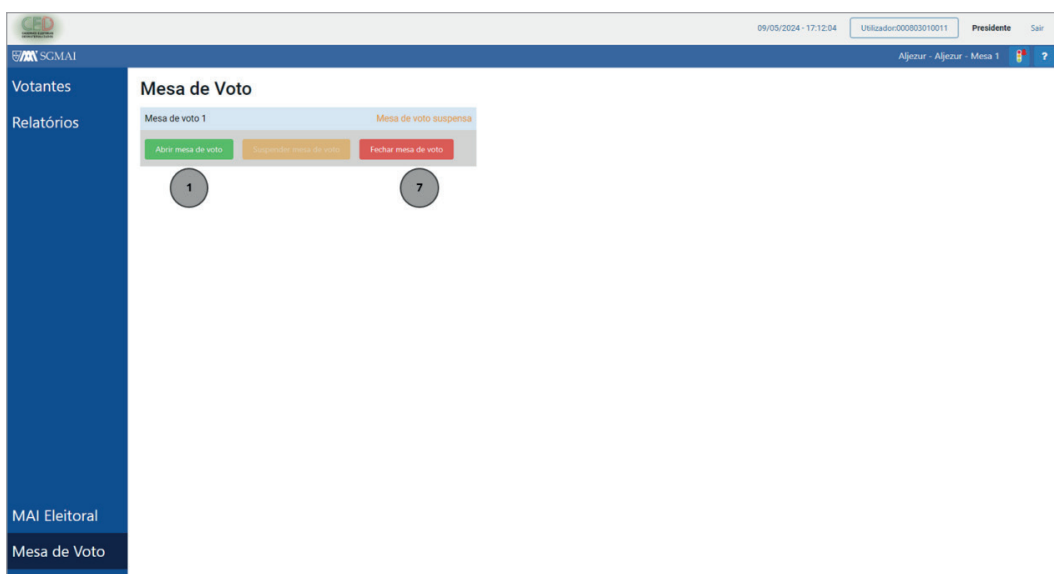 CED
09/05/2024 - 17:12:04
Utilizador:000803010011
Presidente
Sair
SGMAI
Aljezur - Aljezur - Mesa 1
?
Votantes
Mesa de Voto
Relatórios
Mesa de voto 1
Mesa de voto suspensa
Abrir mesa de voto
Suspender mesa de voto
Fechar mesa de voto
1
7
MAI Eleitoral
Mesa de Voto